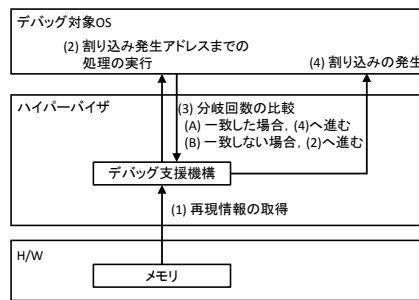 デバッグ対象OS
(2) 割り込み発生アドレスまでの
処理の実行
(4) 割り込みの発生
ハイパーバイザ
(3) 分岐回数の比較
(A) 一致した場合，(4)へ進む
(B) 一致しない場合，(2)へ進む
デバッグ支援機構
(1) 再現情報の取得
H/W
メモリ